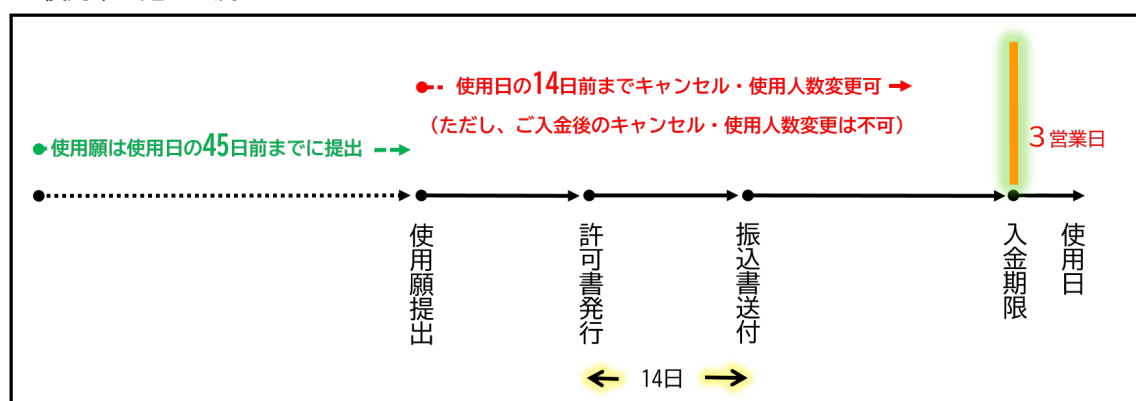 使用日の14日前までキャンセル・使用人数変更可
（ただし、ご入金後のキャンセル・使用人数変更は不可）
使用願は使用日の45日前までに提出
3営業日
使用願提出
許可書発行
振込書送付
入金期限
使用日
14日